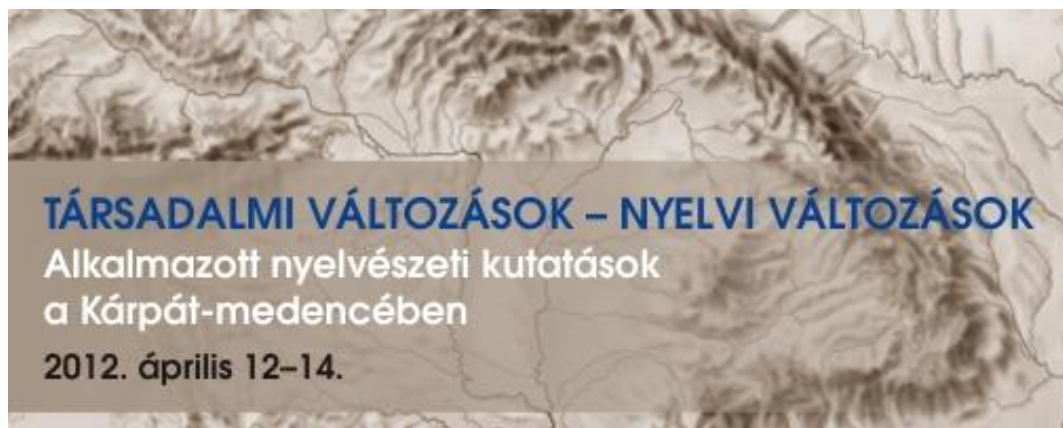 TÁRSADALMI VÁLTOZÁSOK – NYELVI VÁLTOZÁSOK
Alkalmazott nyelvészeti kutatások
a Kárpát-medencében
2012. április 12–14.